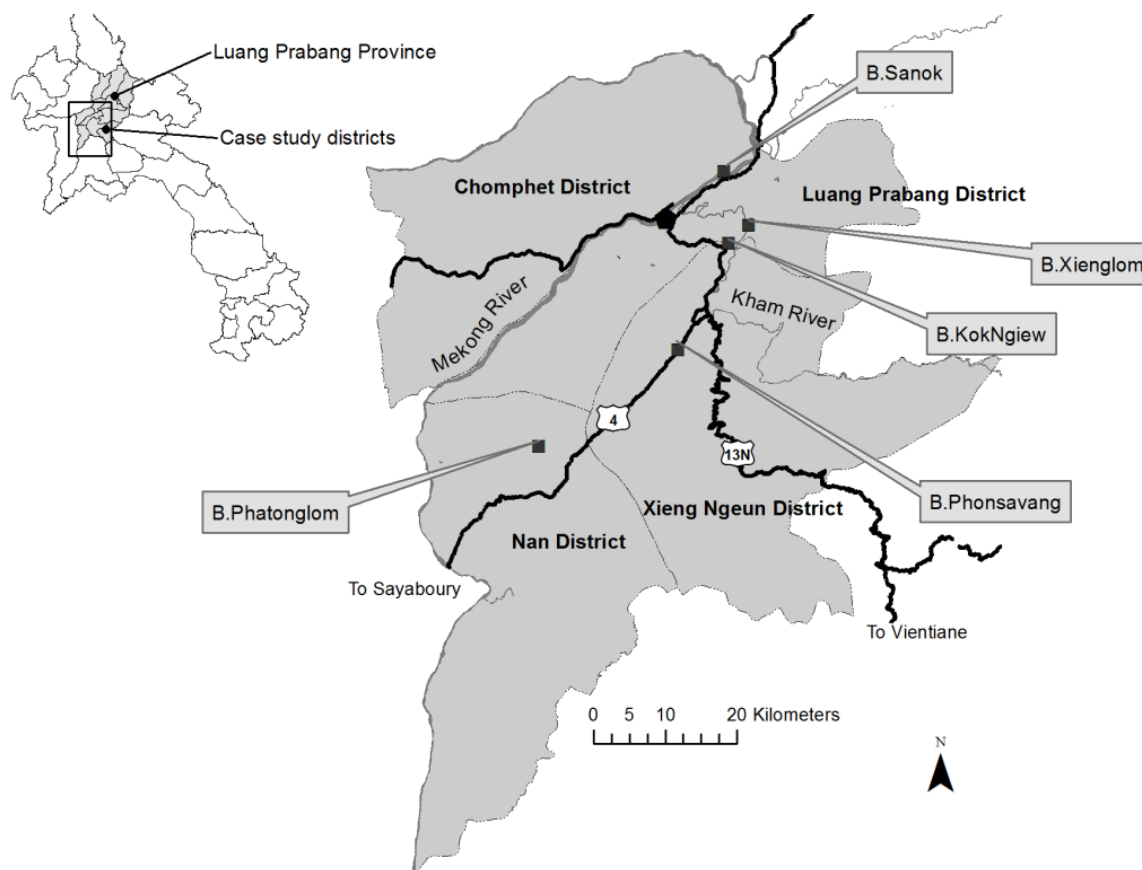 Luang Prabang Province
Case study districts
B.Sanok
Chomphet District
Luang Prabang District
B.Xienglom
Mekong River
Kham River
B.KokNgiew
4
13N
B.Phatonglom
B.Phonsavang
Xieng Ngeun District
Nan District
To Sayaboury
To Vientiane
0 5 10 20 Kilometers
N